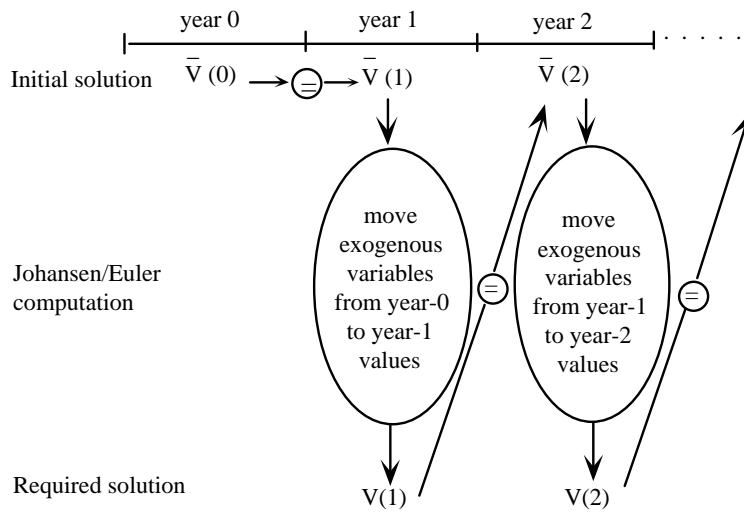 year 0 year 1 year 2 . . . . .
Initial solution V̄ (0) = V̄ (1) V̄ (2)
move
exogenous
variables
from year-0
to year-1
values
=
move
exogenous
variables
from year-1
to year-2
values
=
Johansen/Euler
computation
Required solution V(1) V(2)